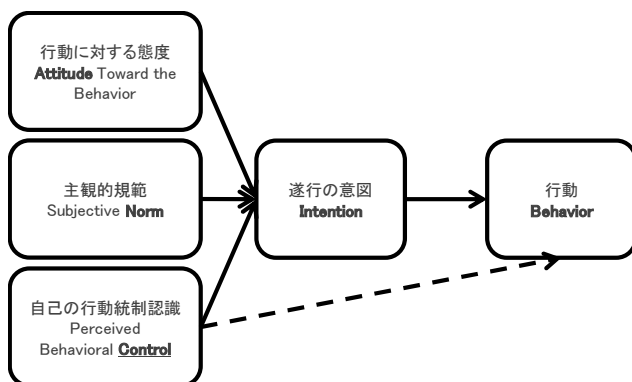 行動に対する態度
Attitude Toward the
Behavior
主観的規範
Subjective Norm
自己の行動統制認識
Perceived
Behavioral Control
遂行の意図
Intention
行動
Behavior